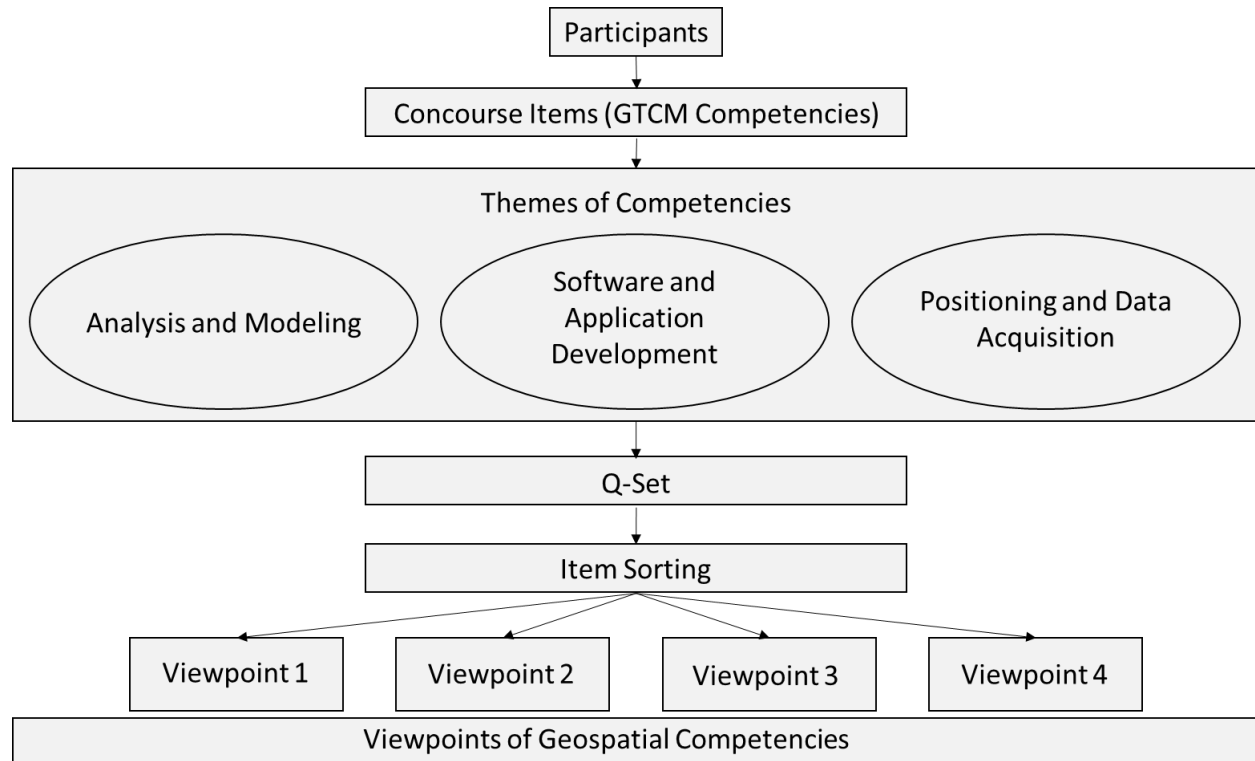 Participants
Concourse Items (GTCM Competencies)
Themes of Competencies
Analysis and Modeling
Software and
Application
Development
Positioning and Data
Acquisition
Q-Set
Item Sorting
Viewpoint 1
Viewpoint 2
Viewpoint 3
Viewpoint 4
Viewpoints of Geospatial Competencies